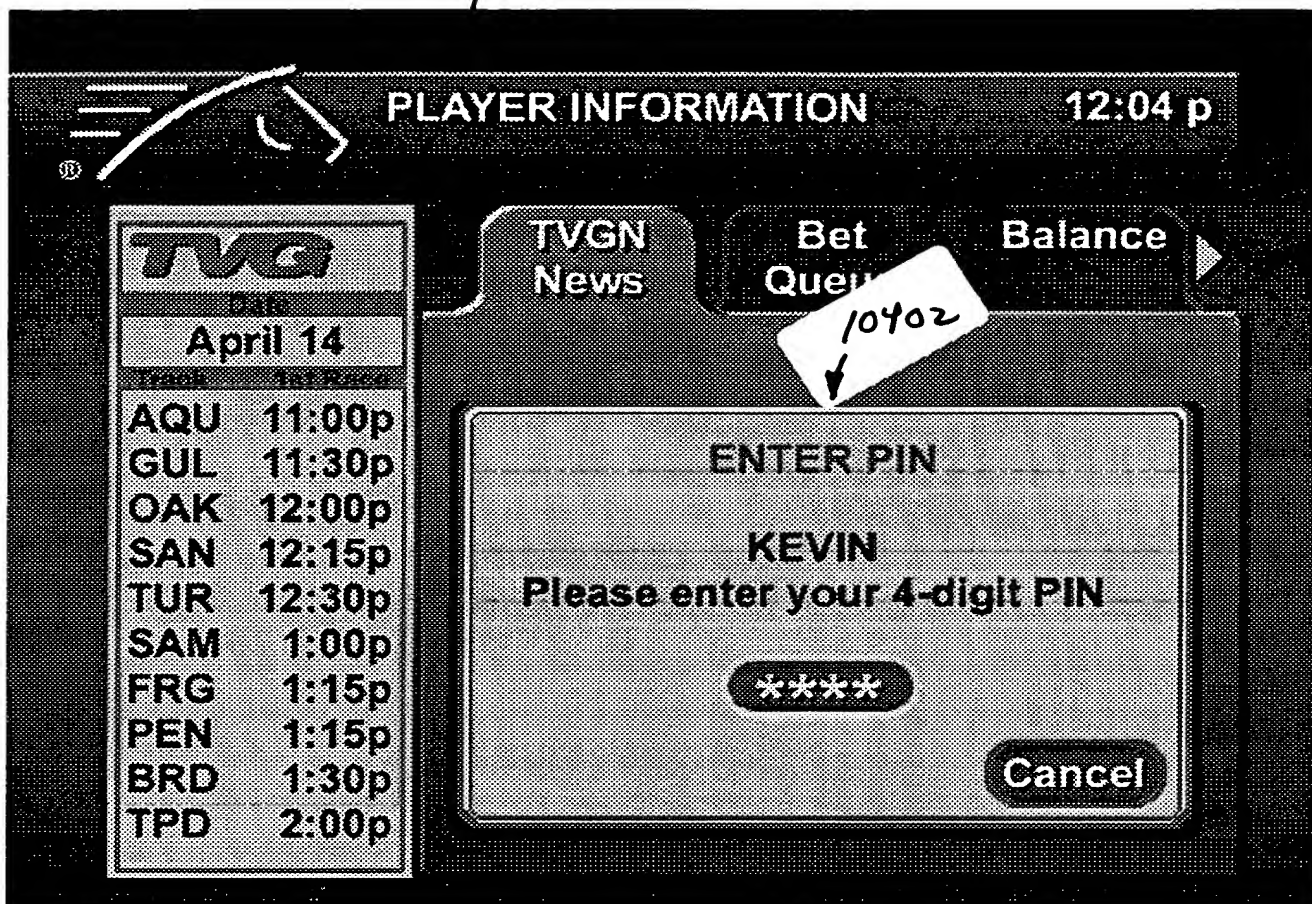 PLAYER INFORMATION 12:04 p
®
TVG
Date
April 14
Track 1st Race
AQU 11:00p
GUL 11:30p
OAK 12:00p
SAN 12:15p
TUR 12:30p
SAM 1:00p
FRG 1:15p
PEN 1:15p
BRD 1:30p
TPD 2:00p
TVGN
News
Bet
Queu
Balance
10402
ENTER PIN
KEVIN
Please enter your 4-digit PIN
****
Cancel